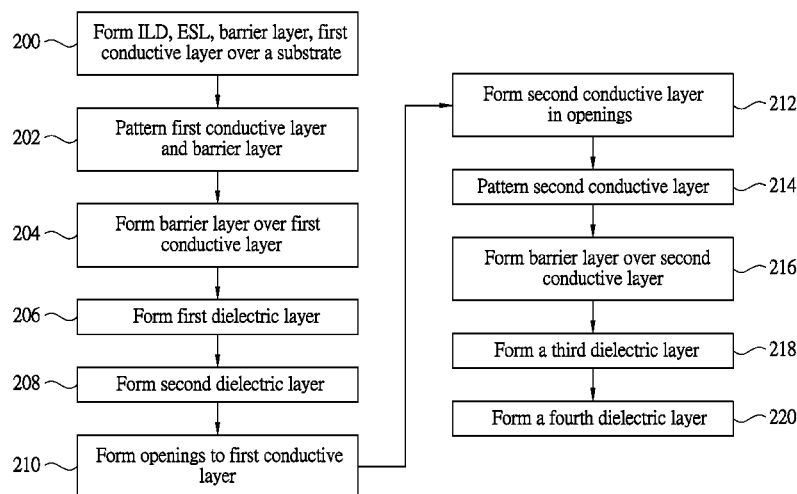 200
Form ILD, ESL, barrier layer, first
conductive layer over a substrate
202
Pattern first conductive layer
and barrier layer
204
Form barrier layer over first
conductive layer
206
Form first dielectric layer
208
Form second dielectric layer
210
Form openings to first conductive
layer
Form second conductive layer
in openings
212
Pattern second conductive layer
214
Form barrier layer over second
conductive layer
216
Form a third dielectric layer
218
Form a fourth dielectric layer
220